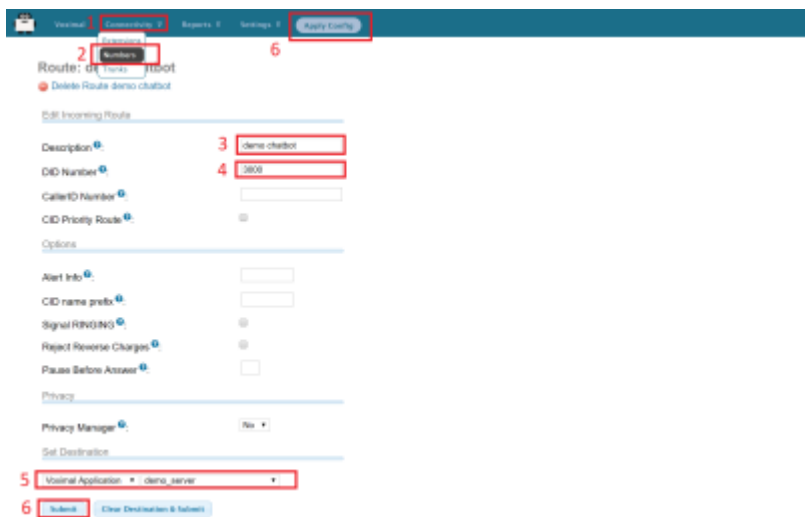 Voximal 1 Connectivity Reports Settings Apply Config
Extensions
2 Numbers 6
Trunks
Route: de tbot
Delete Route demo chatbot
Edit Incoming Route
Description : 3 demo chatbot
DID Number : 4 3000
CallerID Number :
CID Priority Route :
Options
Alert Info :
CID name prefix :
Signal RINGING :
Reject Reverse Charges :
Pause Before Answer :
Privacy
Privacy Manager : No
Set Destination
5 Voximal Application demo_server
6 Submit Clear Destination & Submit